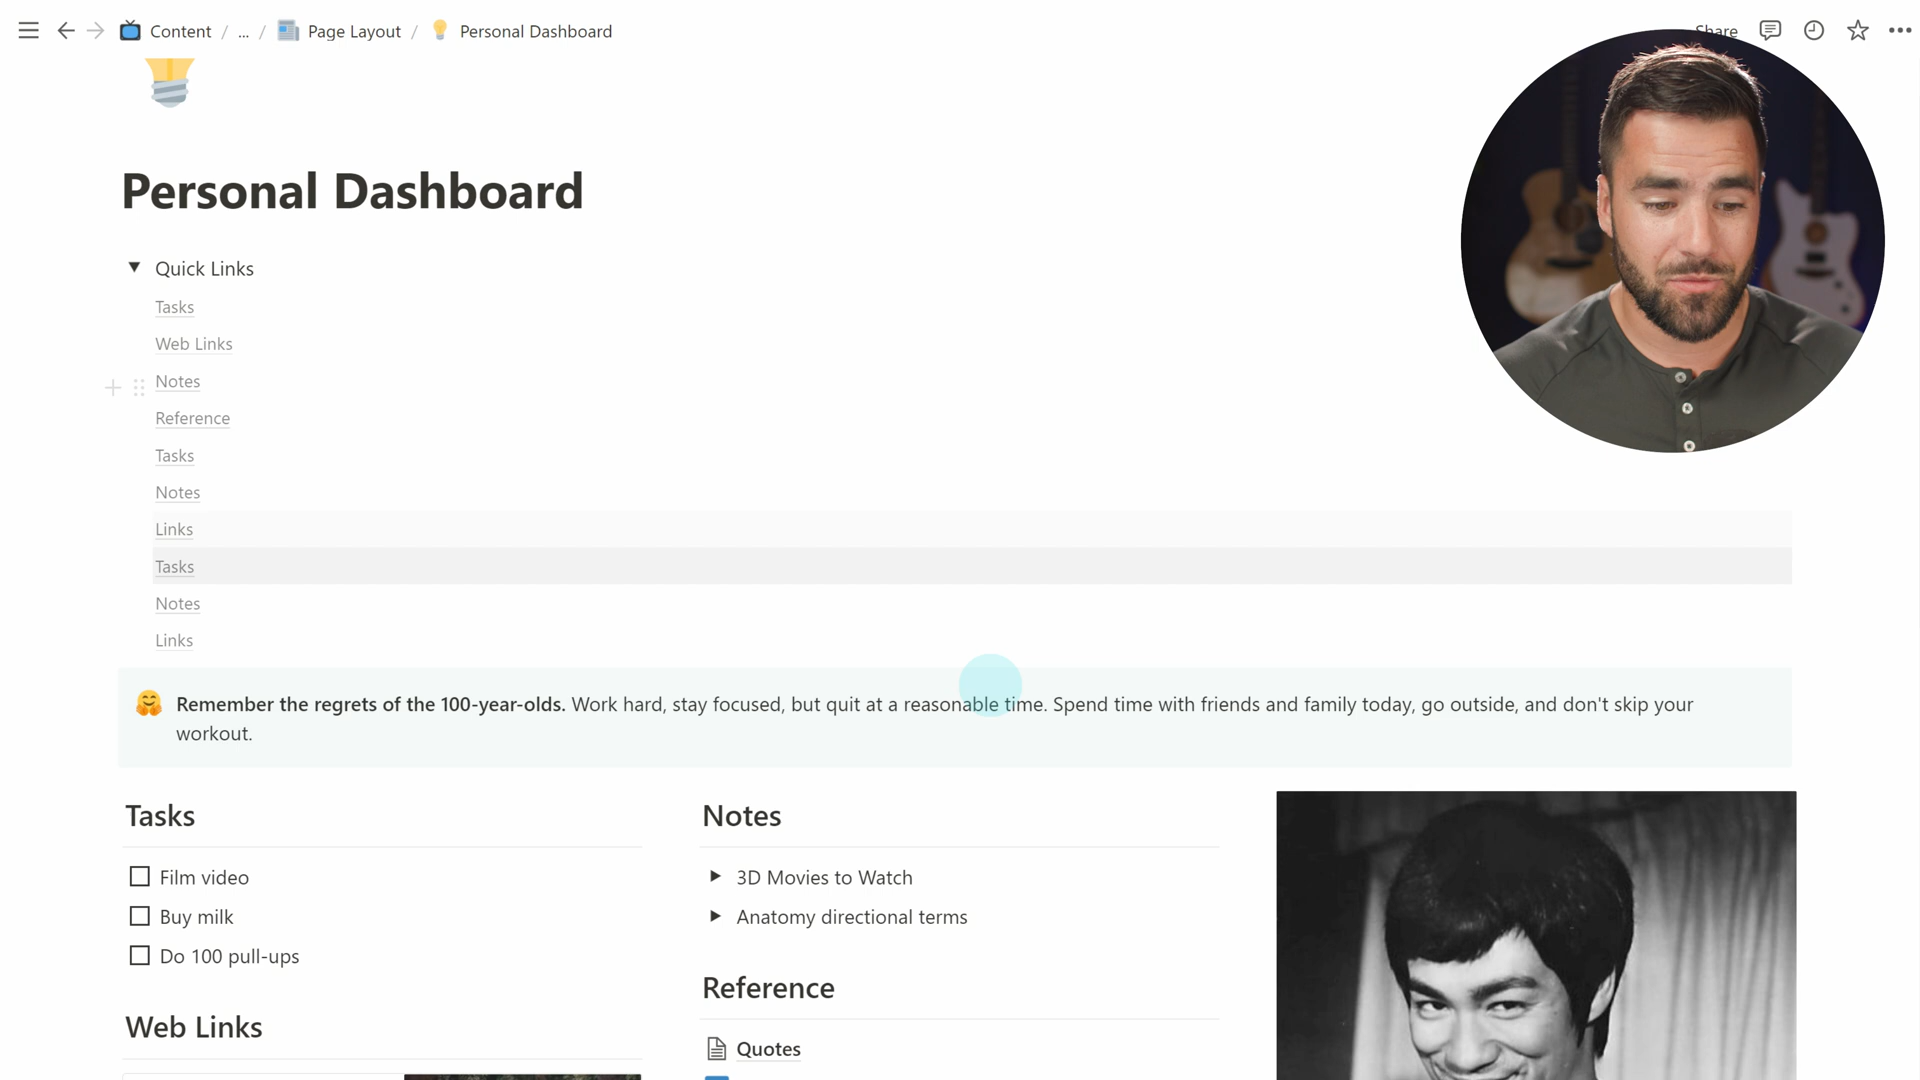 Content / ... / Page Layout / Personal Dashboard
Share
Personal Dashboard
Quick Links
Tasks
Web Links
Notes
Reference
Tasks
Notes
Links
Tasks
Notes
Links
Remember the regrets of the 100-year-olds. Work hard, stay focused, but quit at a reasonable time. Spend time with friends and family today, go outside, and don't skip your
workout.
Tasks
Film video
Buy milk
Do 100 pull-ups
Web Links
Notes
3D Movies to Watch
Anatomy directional terms
Reference
Quotes